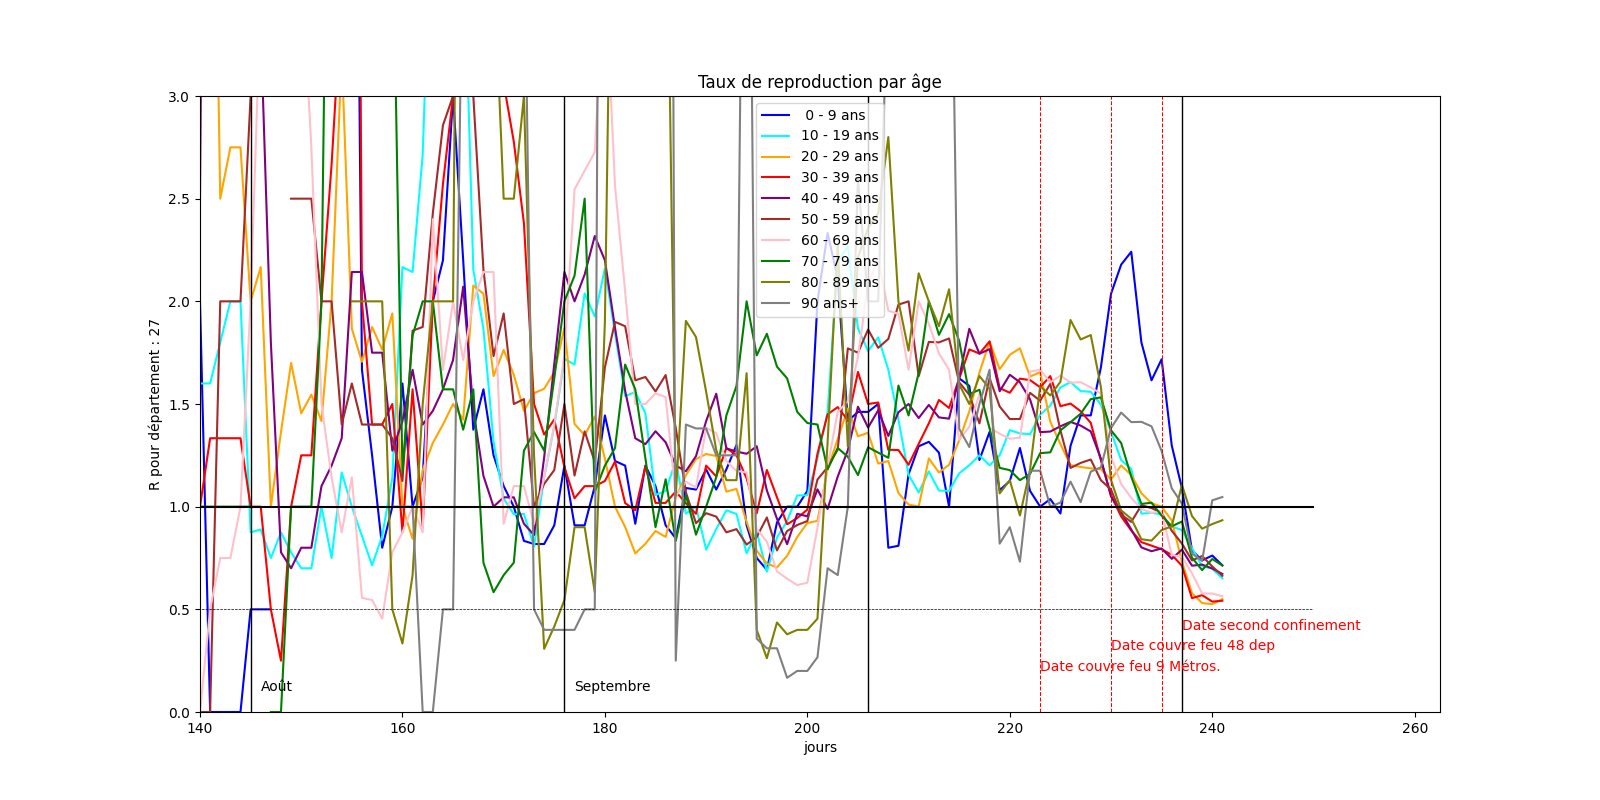 Taux de reproduction par âge
R pour département : 27
3.0
2.5
2.0
1.5
1.0
0.5
0.0
0 - 9 ans
10 - 19 ans
20 - 29 ans
30 - 39 ans
40 - 49 ans
50 - 59 ans
60 - 69 ans
70 - 79 ans
80 - 89 ans
90 ans+
Date second confinement
Date couvre feu 48 dep
Date couvre feu 9 Métros.
Août
Septembre
140
160
180
200
220
240
260
jours